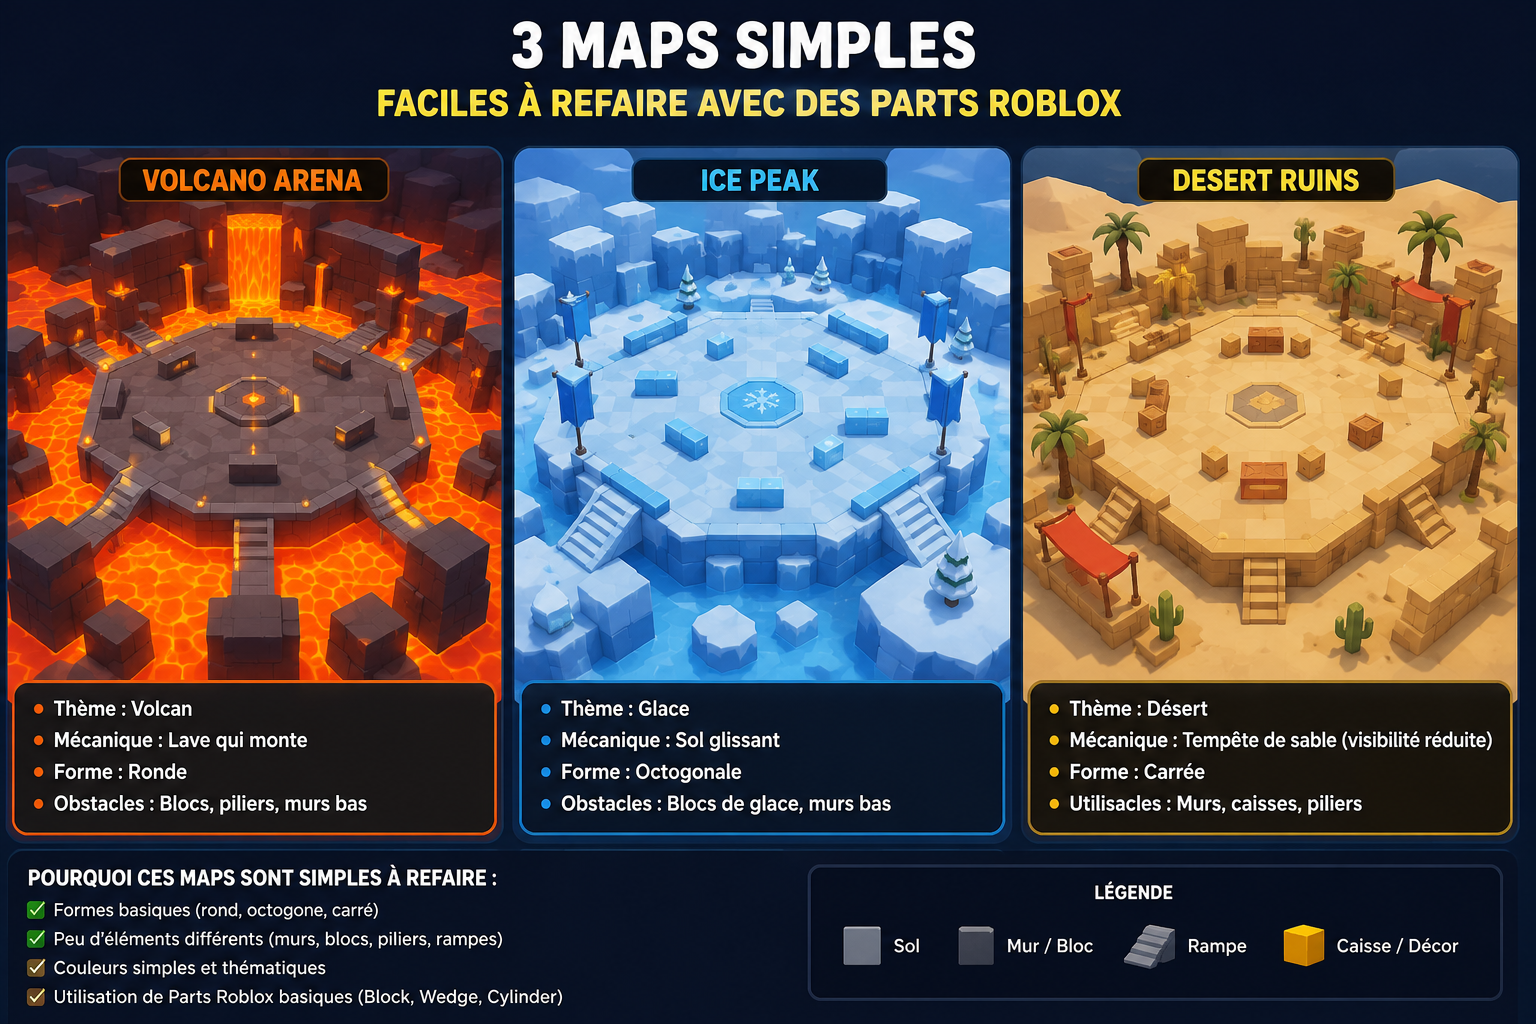 3 MAPS SIMPLES
FACILES À REFAIRE AVEC DES PARTS ROBLOX
VOLCANO ARENA
Thème : Volcan
Mécanique : Lave qui monte
Forme : Ronde
Obstacles : Blocs, piliers, murs bas
ICE PEAK
Thème : Glace
Mécanique : Sol glissant
Forme : Octogonale
Obstacles : Blocs de glace, murs bas
DESERT RUINS
Thème : Désert
Mécanique : Tempête de sable (visibilité réduite)
Forme : Carrée
Utilisacles : Murs, caisses, piliers
POURQUOI CES MAPS SONT SIMPLES À REFAIRE :
Formes basiques (rond, octogone, carré)
Peu d'éléments différents (murs, blocs, piliers, rampes)
Couleurs simples et thématiques
Utilisation de Parts Roblox basiques (Block, Wedge, Cylinder)
LÉGENDE
Sol
Mur / Bloc
Rampe
Caisse / Décor